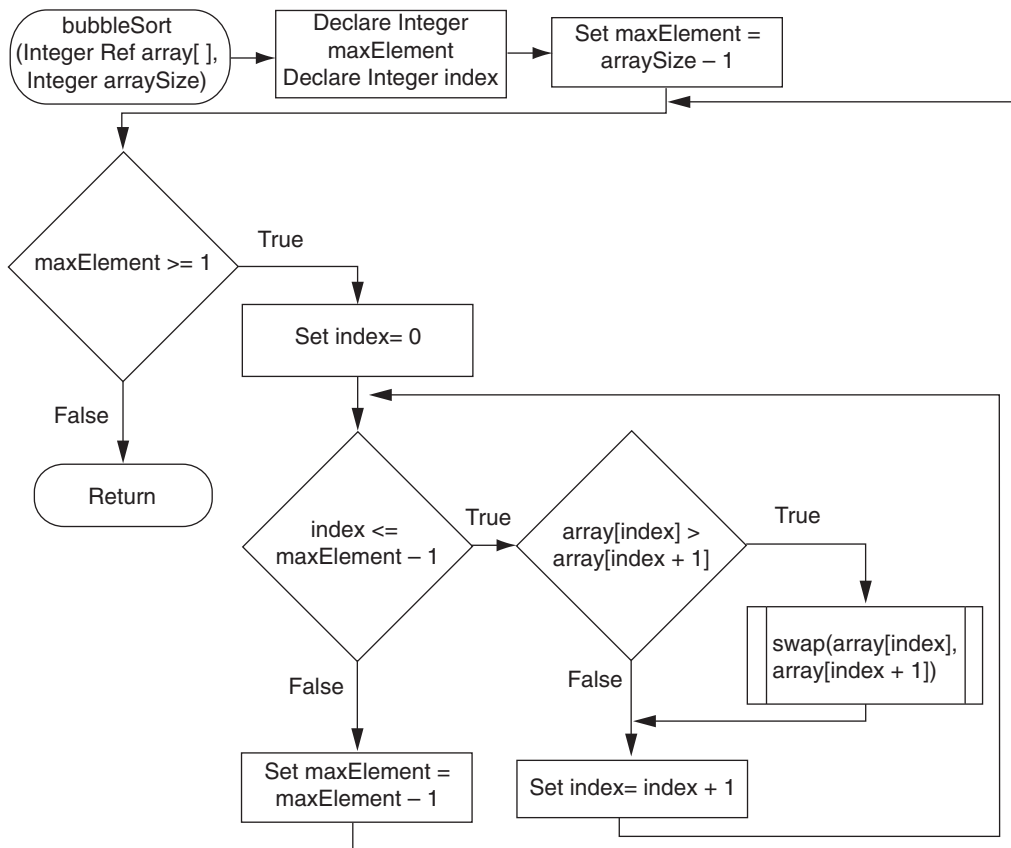 bubbleSort
(Integer Ref array[ ],
Integer arraySize)
Declare Integer
maxElement
Declare Integer index
Set maxElement =
arraySize – 1
maxElement >= 1
True
False
Return
Set index= 0
index <=
maxElement – 1
True
False
array[index] >
array[index + 1]
True
False
swap(array[index],
array[index + 1])
Set maxElement =
maxElement – 1
Set index= index + 1